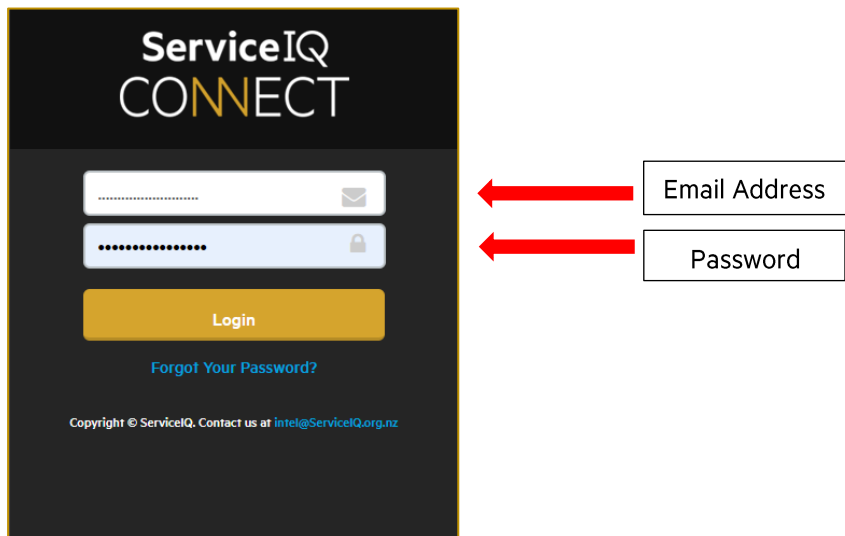 ServiceIQ
CONNECT
Email Address
Password
Login
Forgot Your Password?
Copyright © ServiceIQ. Contact us at intel@ServiceIQ.org.nz